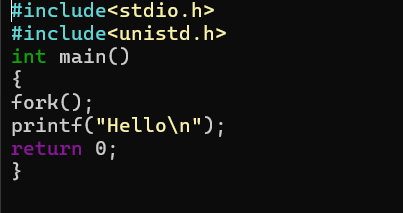 #include<stdio.h>
#include<unistd.h>
int main()
{
fork();
printf("Hello\n");
return 0;
}